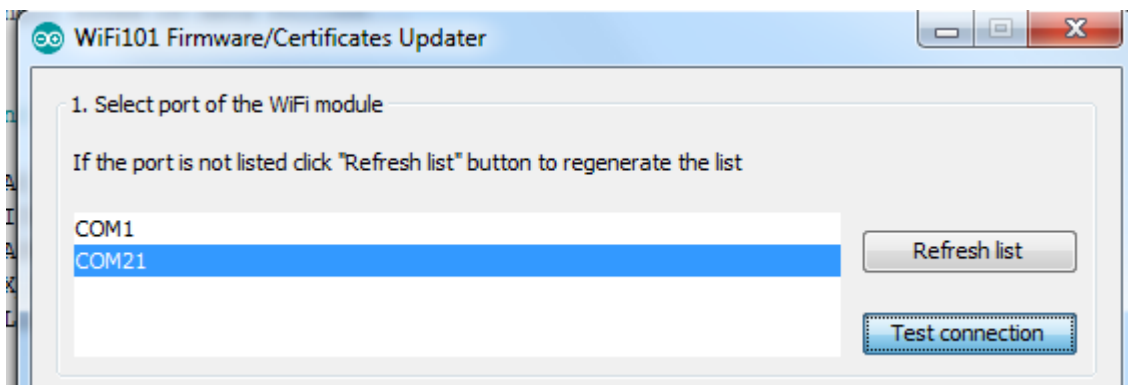 WiFi101 Firmware/Certificates Updater
1. Select port of the WiFi module
If the port is not listed click "Refresh list" button to regenerate the list
COM1
COM21
Refresh list
Test connection